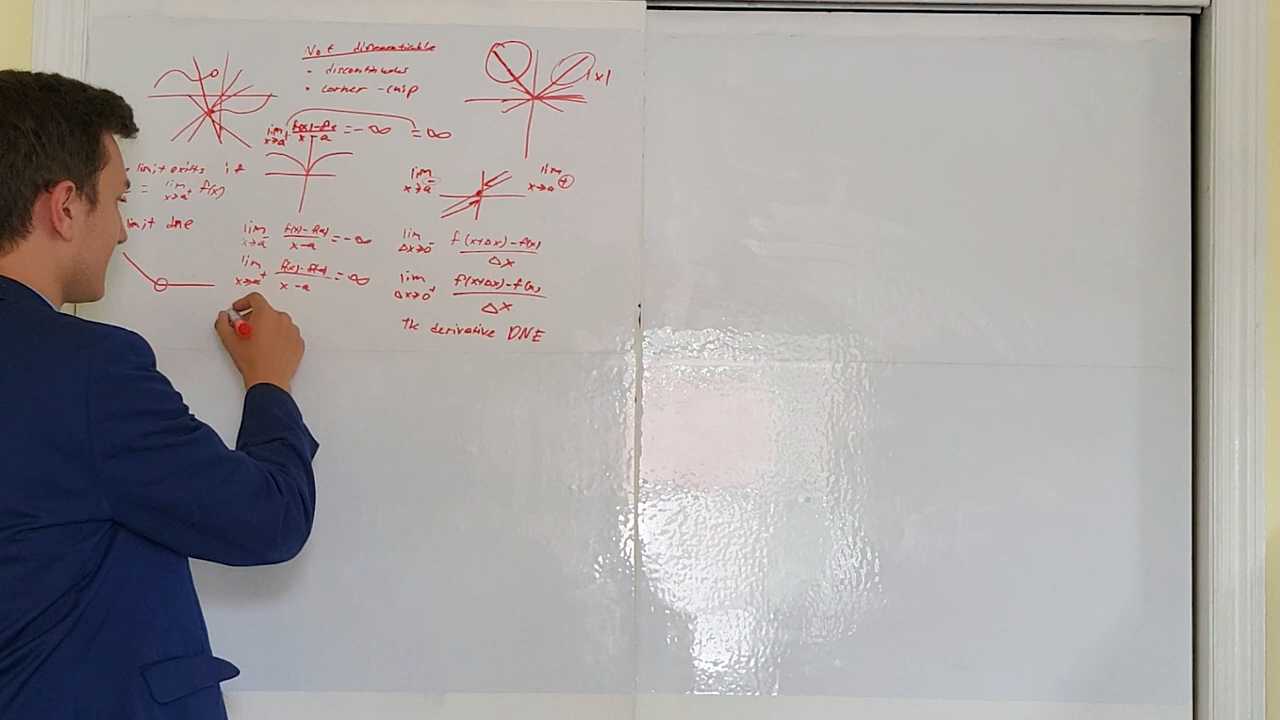 Not differentiable
- discontinuous
• corner - cusp
|x|
lim x→a+ f(x)-f(a) / x-a = -∞ = ∞
limit exists if
= lim x→a+ f(x)
limit dne
lim x→a-
lim x→a+
lim x→a- f(x)-f(a) / x-a = -∞
lim x→a+ f(x)-f(a) / x-a = ∞
lim Δx→0- f(x+Δx)-f(x) / Δx
lim Δx→0+ f(x+Δx)-f(x) / Δx
the derivative DNE